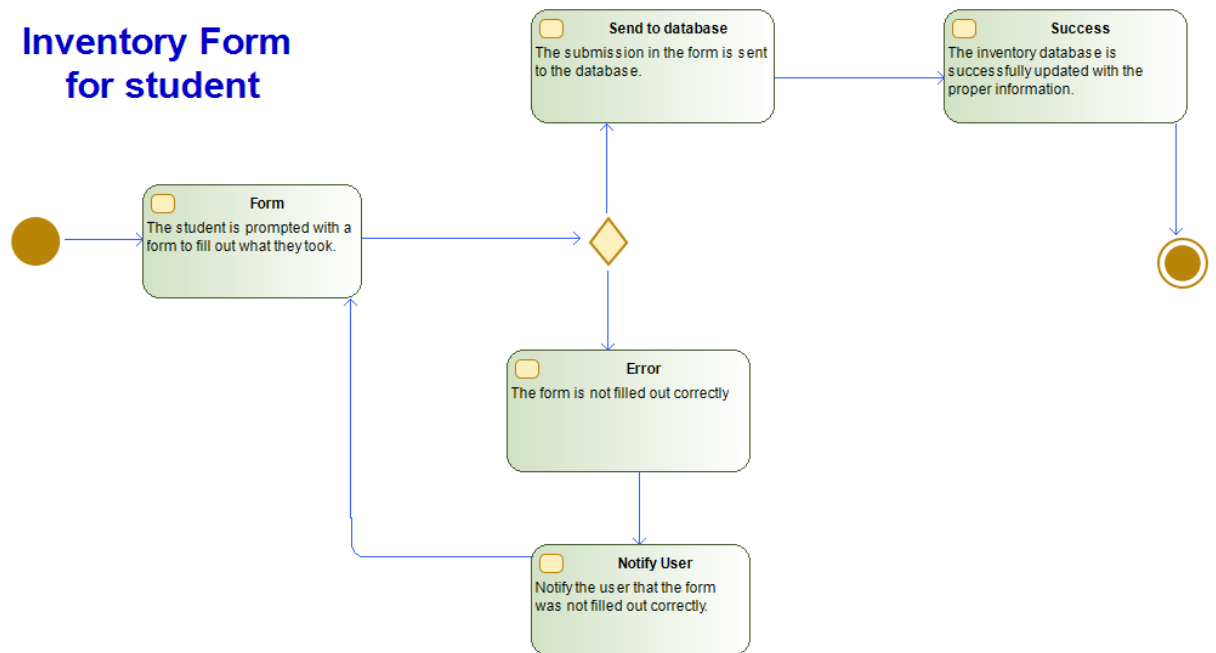 Inventory Form
for student
Send to database
The submission in the form is sent
to the database.
Success
The inventory database is
successfully updated with the
proper information.
Form
The student is prompted with a
form to fill out what they took.
Error
The form is not filled out correctly
Notify User
Notify the user that the form
was not filled out correctly.